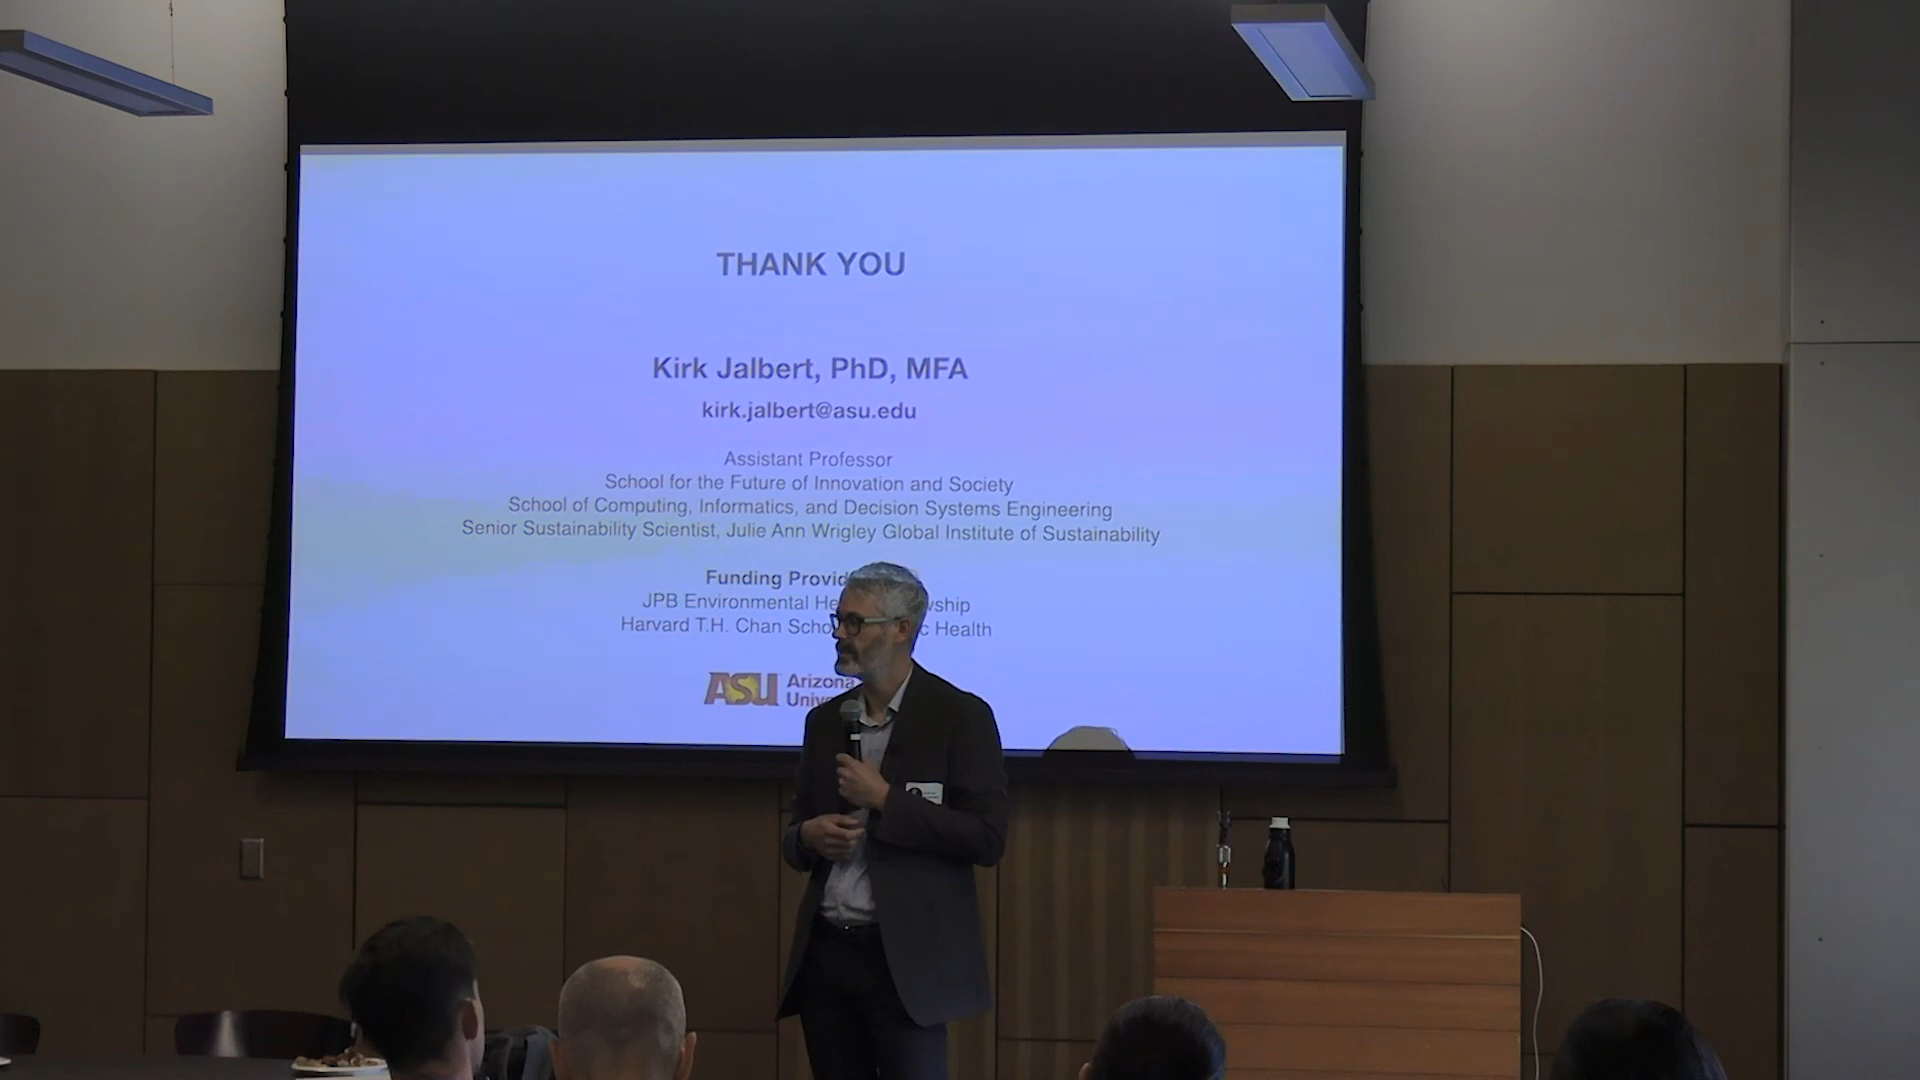 THANK YOU
Kirk Jalbert, PhD, MFA
kirk.jalbert@asu.edu
Assistant Professor
School for the Future of Innovation and Society
School of Computing, Informatics, and Decision Systems Engineering
Senior Sustainability Scientist, Julie Ann Wrigley Global Institute of Sustainability
Funding
JPB Environmental
Harvard T.H. Chan Health
ASU Arizona